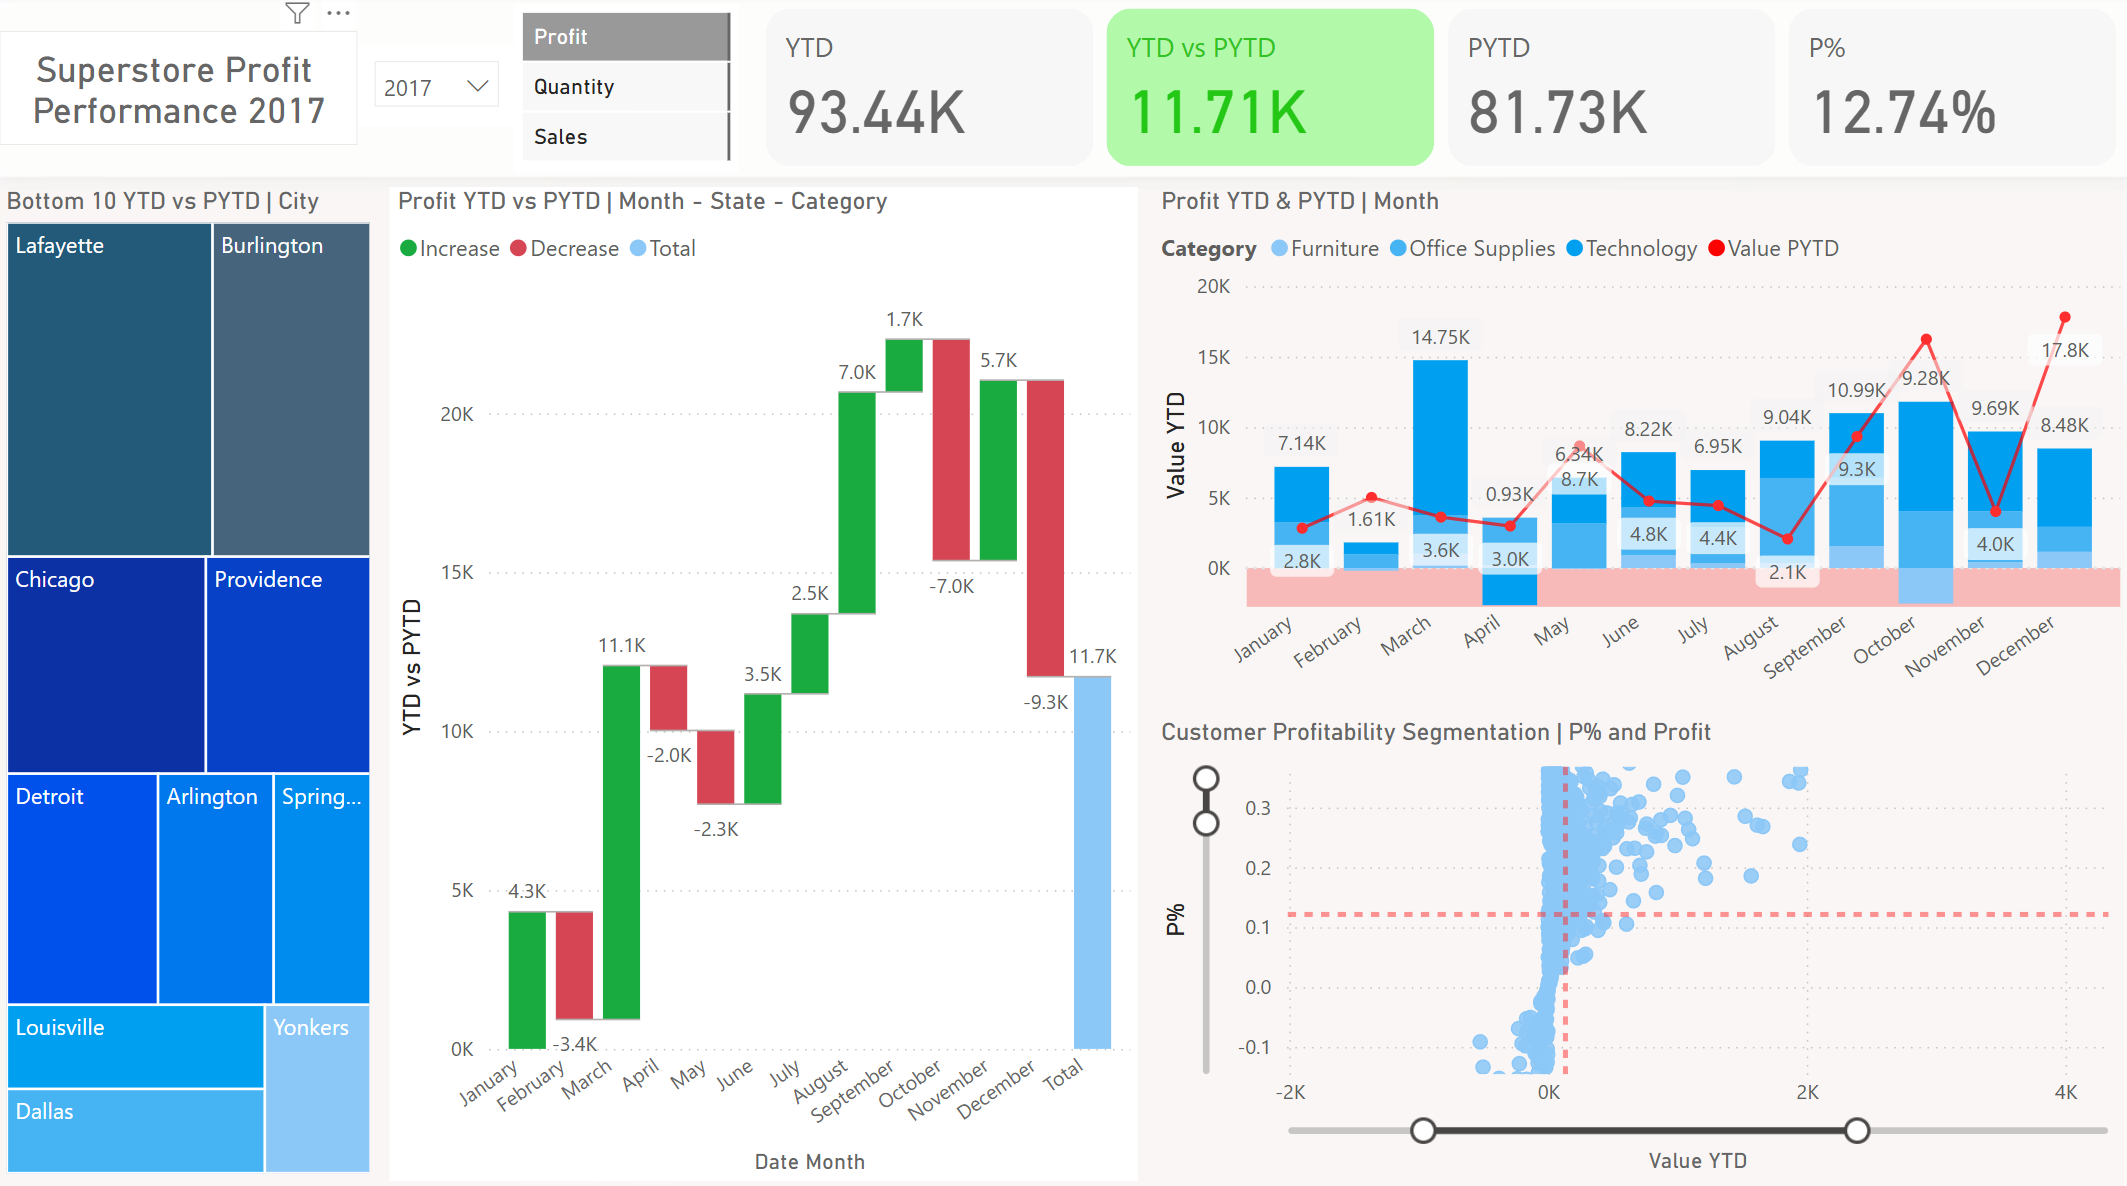 Superstore Profit
Performance 2017
2017
Profit
Quantity
Sales
YTD
93.44K
YTD vs PYTD
11.71K
PYTD
81.73K
P%
12.74%
Bottom 10 YTD vs PYTD | City
Lafayette
Burlington
Chicago
Providence
Detroit
Arlington
Spring...
Louisville
Yonkers
Dallas
Profit YTD vs PYTD | Month - State - Category
Increase Decrease Total
YTD vs PYTD
20K
15K
10K
5K
0K
4.3K
-3.4K
11.1K
-2.0K
-2.3K
3.5K
2.5K
7.0K
1.7K
-7.0K
5.7K
-9.3K
11.7K
January
February
March
April
May
June
July
August
September
October
November
December
Total
Date Month
Profit YTD & PYTD | Month
Category Furniture Office Supplies Technology Value PYTD
Value YTD
20K
15K
10K
5K
0K
7.14K
2.8K
1.61K
14.75K
3.6K
0.93K
3.0K
6.34K
8.7K
8.22K
4.8K
6.95K
4.4K
9.04K
2.1K
10.99K
9.3K
9.28K
9.69K
4.0K
17.8K
8.48K
January
February
March
April
May
June
July
August
September
October
November
December
Customer Profitability Segmentation | P% and Profit
P%
0.3
0.2
0.1
0.0
-0.1
-2K
0K
2K
4K
Value YTD